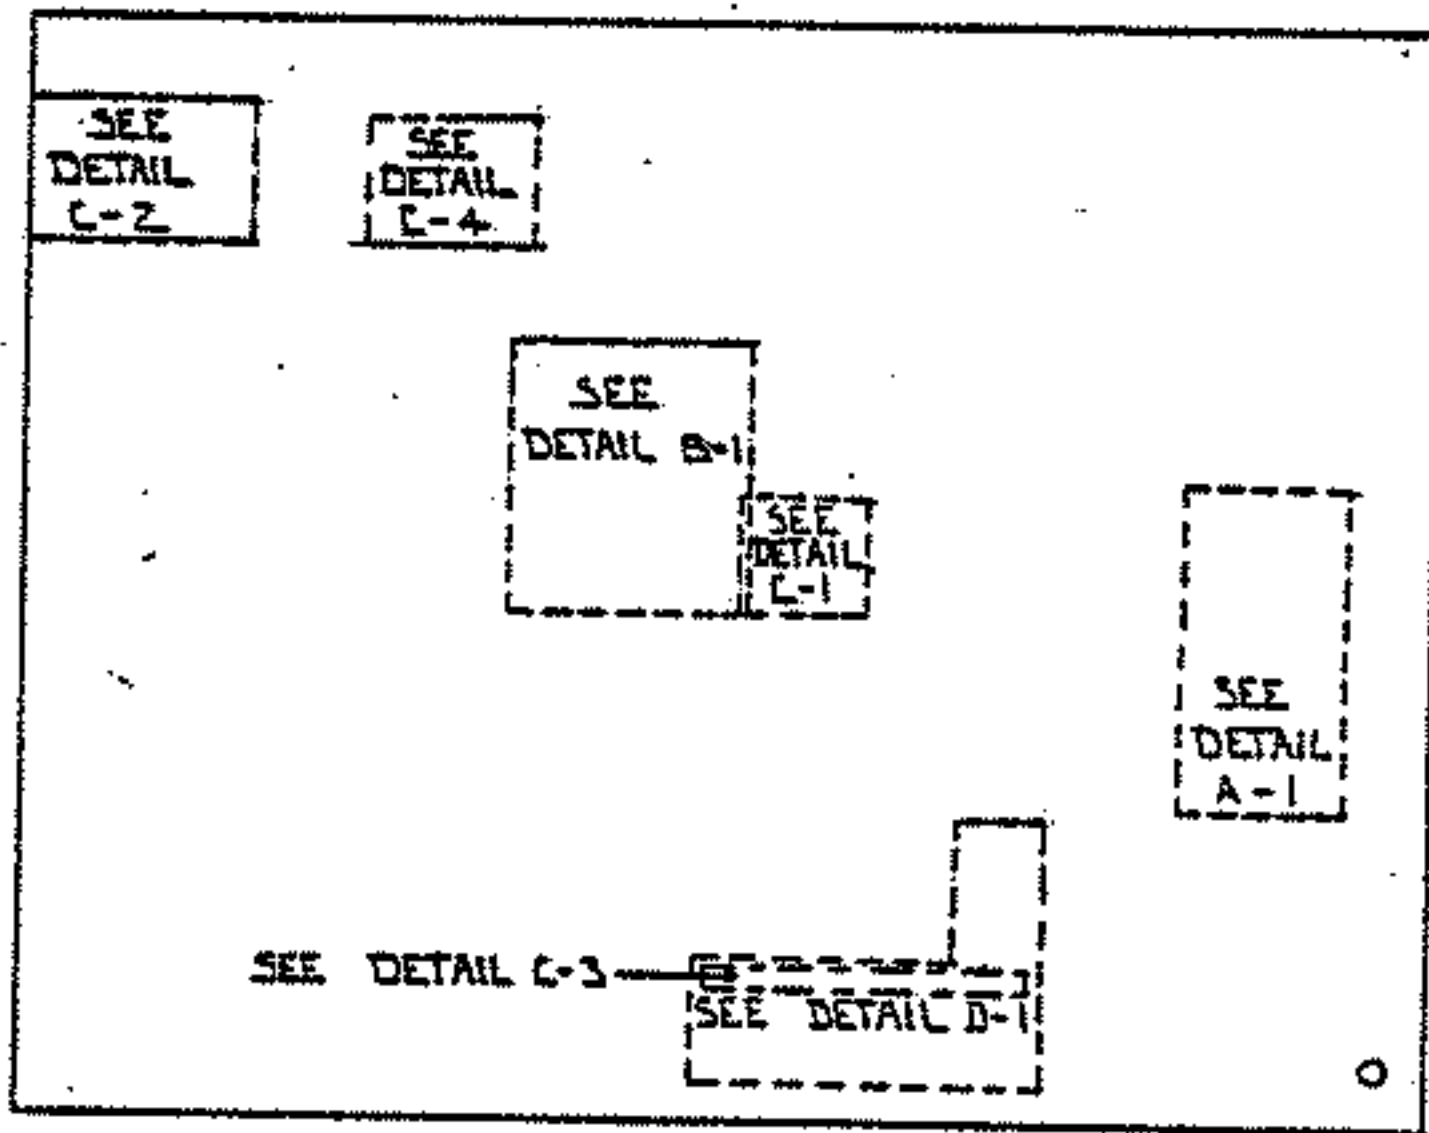 SEE
DETAIL
C-2
SEE
DETAIL
C-4
SEE
DETAIL B-1
SEE
DETAIL
C-1
SEE
DETAIL
A-1
SEE DETAIL C-3
SEE DETAIL D-1